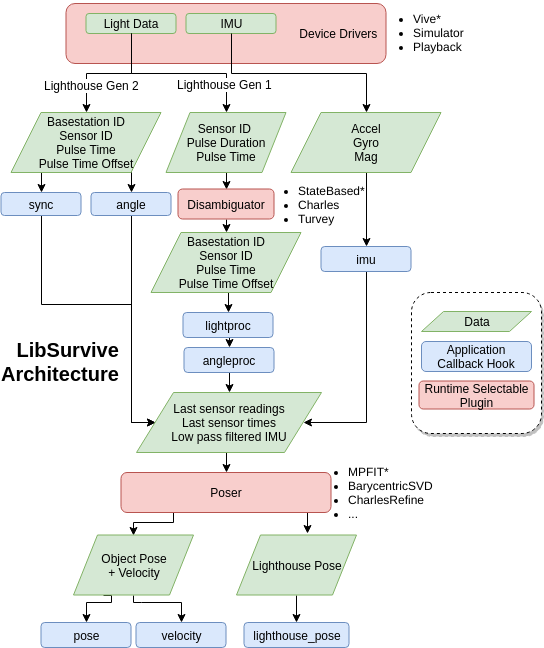 Light Data
IMU
Device Drivers
• Vive*
• Simulator
• Playback
Lighthouse Gen 2
Lighthouse Gen 1
Basestation ID
Sensor ID
Pulse Time
Pulse Time Offset
Sensor ID
Pulse Duration
Pulse Time
Accel
Gyro
Mag
sync
angle
Disambiguator
• StateBased*
• Charles
• Turvey
Basestation ID
Sensor ID
Pulse Time
Pulse Time Offset
imu
lightproc
angleproc
LibSurvive
Architecture
Data
Application
Callback Hook
Runtime Selectable
Plugin
Last sensor readings
Last sensor times
Low pass filtered IMU
Poser
• MPFIT*
• BarycentricSVD
• CharlesRefine
• ...
Object Pose
+ Velocity
Lighthouse Pose
pose
velocity
lighthouse_pose